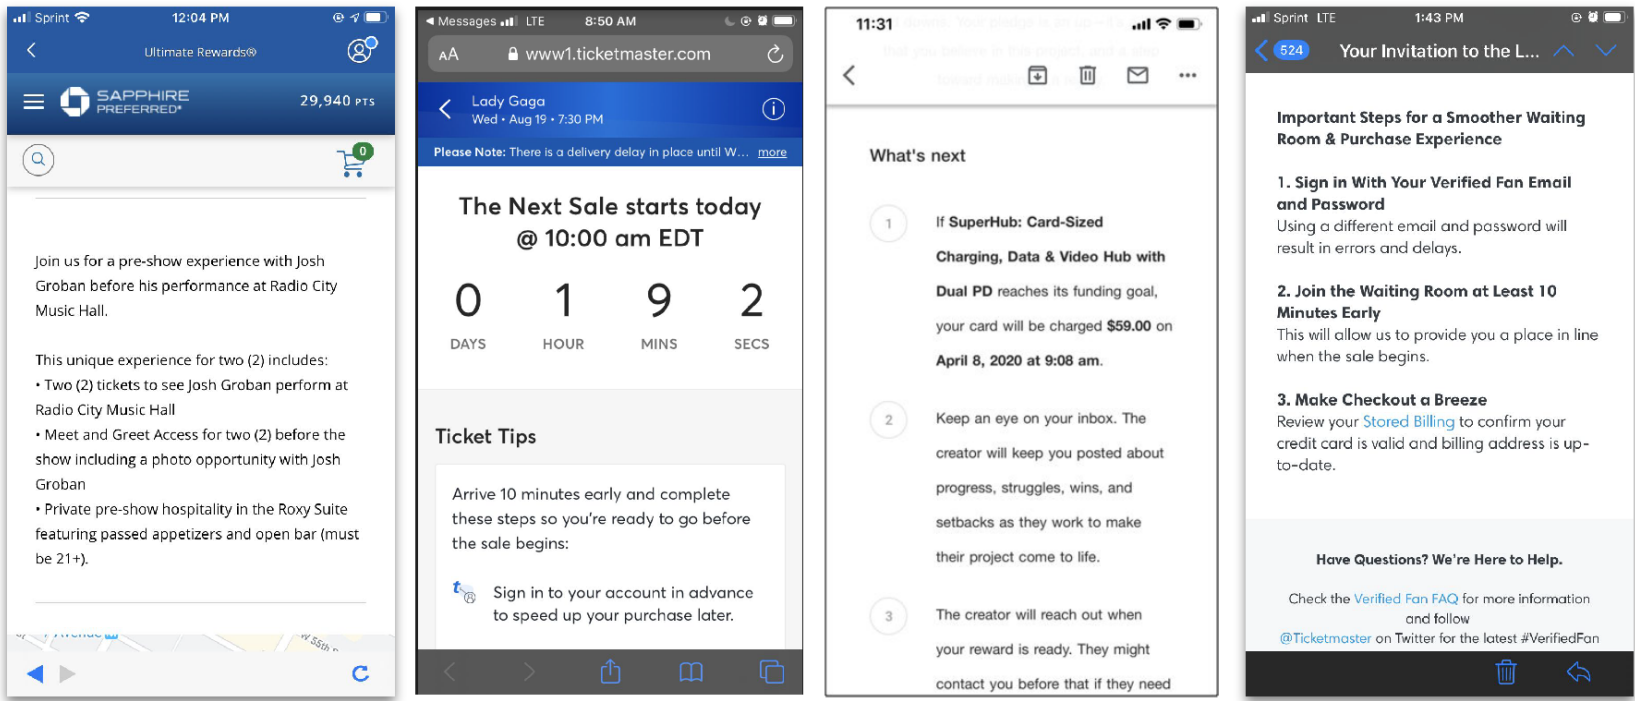 Sprint
12:04 PM
Ultimate Rewards®
SAPPHIRE
PREFERRED®
29,940 PTS
0
Join us for a pre-show experience with Josh
Groban before his performance at Radio City
Music Hall.
This unique experience for two (2) includes:
• Two (2) tickets to see Josh Groban perform at
Radio City Music Hall
• Meet and Greet Access for two (2) before the
show including a photo opportunity with Josh
Groban
• Private pre-show hospitality in the Roxy Suite
featuring passed appetizers and open bar (must
be 21+).
7 Avenue
W 55th
Messages LTE
8:50 AM
AA
www1.ticketmaster.com
Lady Gaga
Wed • Aug 19 • 7:30 PM
Please Note: There is a delivery delay in place until W... more
The Next Sale starts today
@ 10:00 am EDT
0 1 9 2
DAYS HOUR MINS SECS
Ticket Tips
Arrive 10 minutes early and complete
these steps so you're ready to go before
the sale begins:
Sign in to your account in advance
to speed up your purchase later.
11:31
that you believe in this project, and a step
What's next
1
If SuperHub: Card-Sized
Charging, Data & Video Hub with
Dual PD reaches its funding goal,
your card will be charged $59.00 on
April 8, 2020 at 9:08 am.
2
Keep an eye on your inbox. The
creator will keep you posted about
progress, struggles, wins, and
setbacks as they work to make
their project come to life.
3
The creator will reach out when
your reward is ready. They might
contact you before that if they need
Sprint LTE
1:43 PM
524
Your Invitation to the L...
Important Steps for a Smoother Waiting
Room & Purchase Experience
1. Sign in With Your Verified Fan Email
and Password
Using a different email and password will
result in errors and delays.
2. Join the Waiting Room at Least 10
Minutes Early
This will allow us to provide you a place in line
when the sale begins.
3. Make Checkout a Breeze
Review your Stored Billing to confirm your
credit card is valid and billing address is up-
to-date.
Have Questions? We're Here to Help.
Check the Verified Fan FAQ for more information
and follow
@Ticketmaster on Twitter for the latest #VerifiedFan